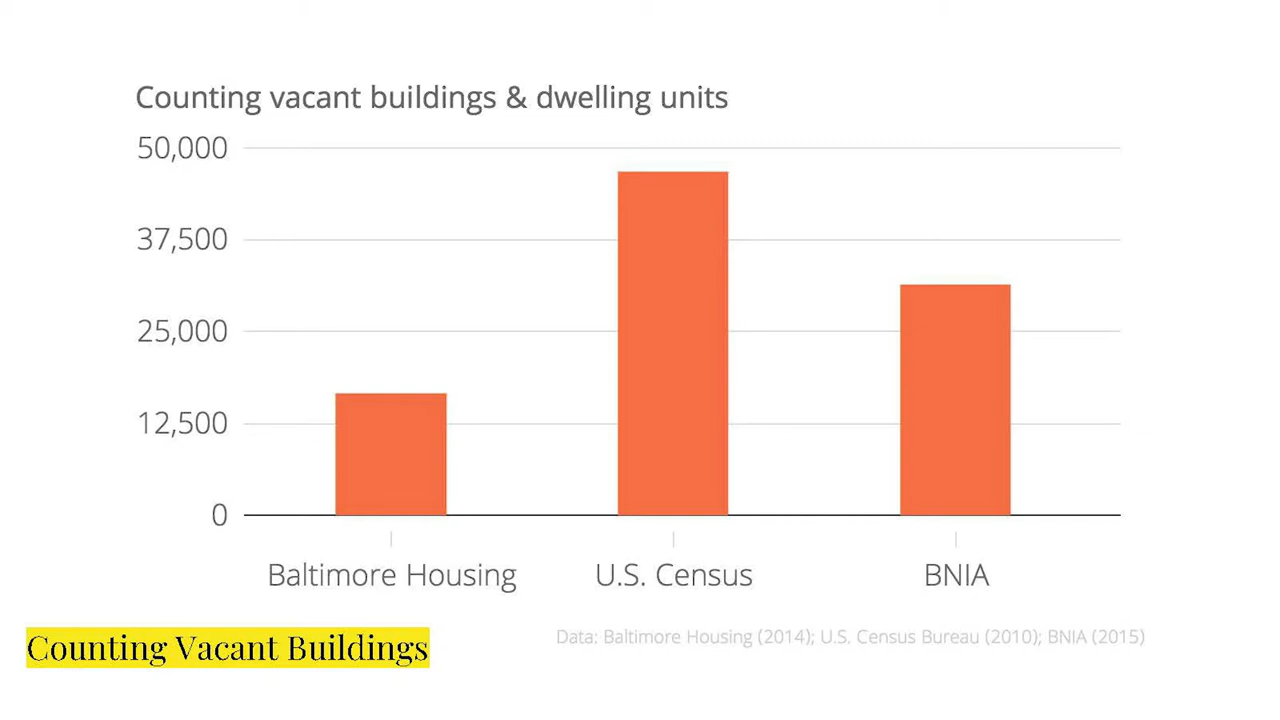 Counting vacant buildings & dwelling units
50,000
37,500
25,000
12,500
0
Baltimore Housing
U.S. Census
BNIA
Data: Baltimore Housing (2014); U.S. Census Bureau (2010); BNIA (2015)
Counting Vacant Buildings